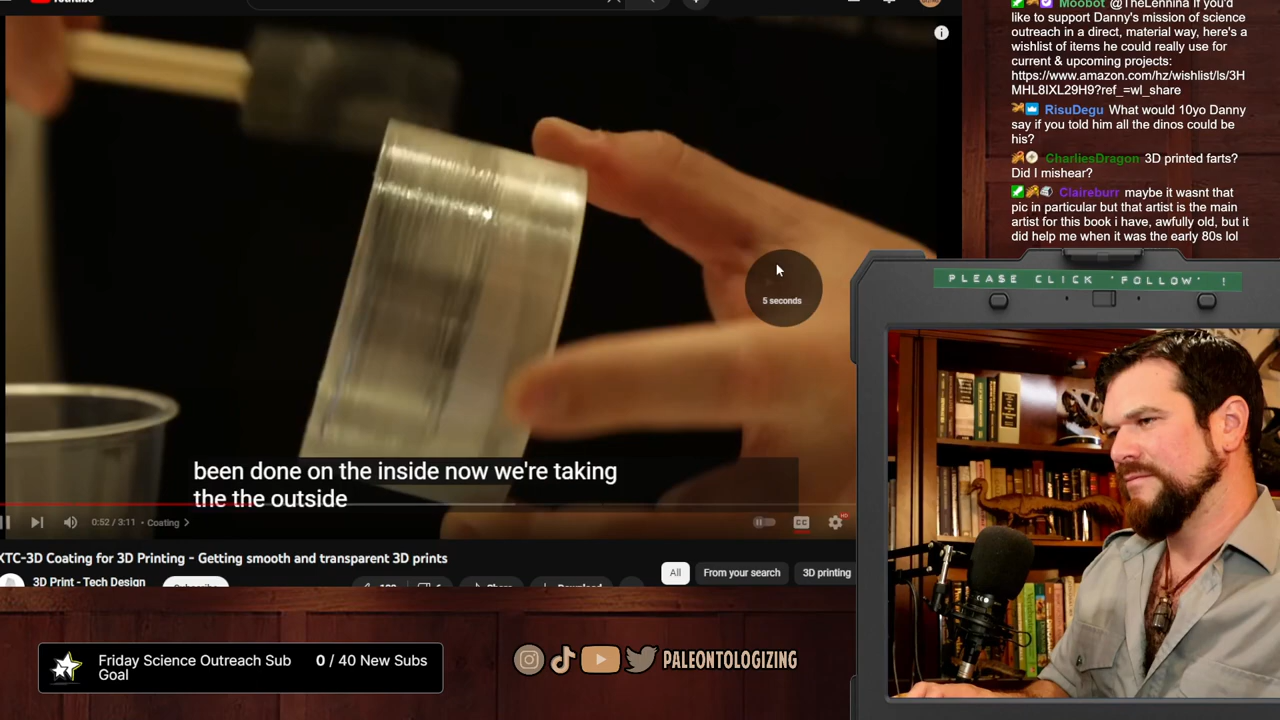 Moobot @TheLennina If you'd
like to support Danny's mission of science
outreach in a direct, material way, here's a
wishlist of items he could really use for
current & upcoming projects:
https://www.amazon.com/hz/wishlist/ls/3H
MHL8IXL29H9?ref_=wl_share
RisuDegu What would 10yo Danny
say if you told him all the dinos could be
his?
CharliesDragon 3D printed farts?
Did I mishear?
Claireburr maybe it wasnt that
pic in particular but that artist is the main
artist for this book i have, awfully old, but it
did help me when it was the early 80s lol
PLEASE CLICK 'FOLLOW' !
5 seconds
been done on the inside now we're taking
the the outside
0:52 / 3:11 • Coating
CC
HD
XTC-3D Coating for 3D Printing - Getting smooth and transparent 3D prints
3D Print - Tech Design
All
From your search
3D printing
Friday Science Outreach Sub
Goal
0 / 40 New Subs
PALEONTOLOGIZING